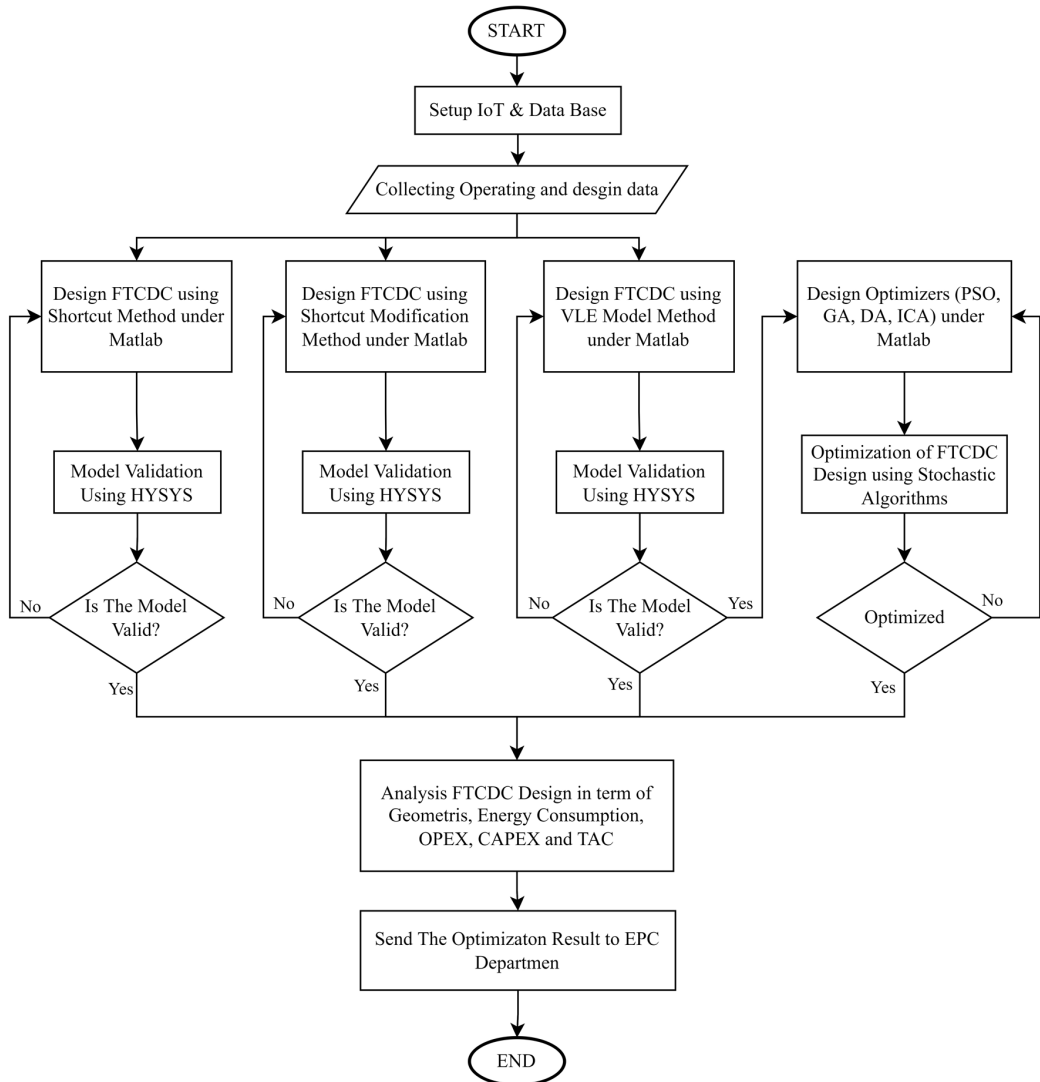 START
Setup IoT & Data Base
Collecting Operating and desgin data
Design FTCDC using
Shortcut Method under
Matlab
Design FTCDC using
Shortcut Modification
Method under Matlab
Design FTCDC using
VLE Model Method
under Matlab
Design Optimizers (PSO,
GA, DA, ICA) under
Matlab
Model Validation
Using HYSYS
Model Validation
Using HYSYS
Model Validation
Using HYSYS
Optimization of FTCDC
Design using Stochastic
Algorithms
No
Is The Model
Valid?
Yes
No
Is The Model
Valid?
Yes
No
Is The Model
Valid?
Yes
Yes
Optimized
No
Yes
Analysis FTCDC Design in term of
Geometris, Energy Consumption,
OPEX, CAPEX and TAC
Send The Optimizaton Result to EPC
Departmen
END